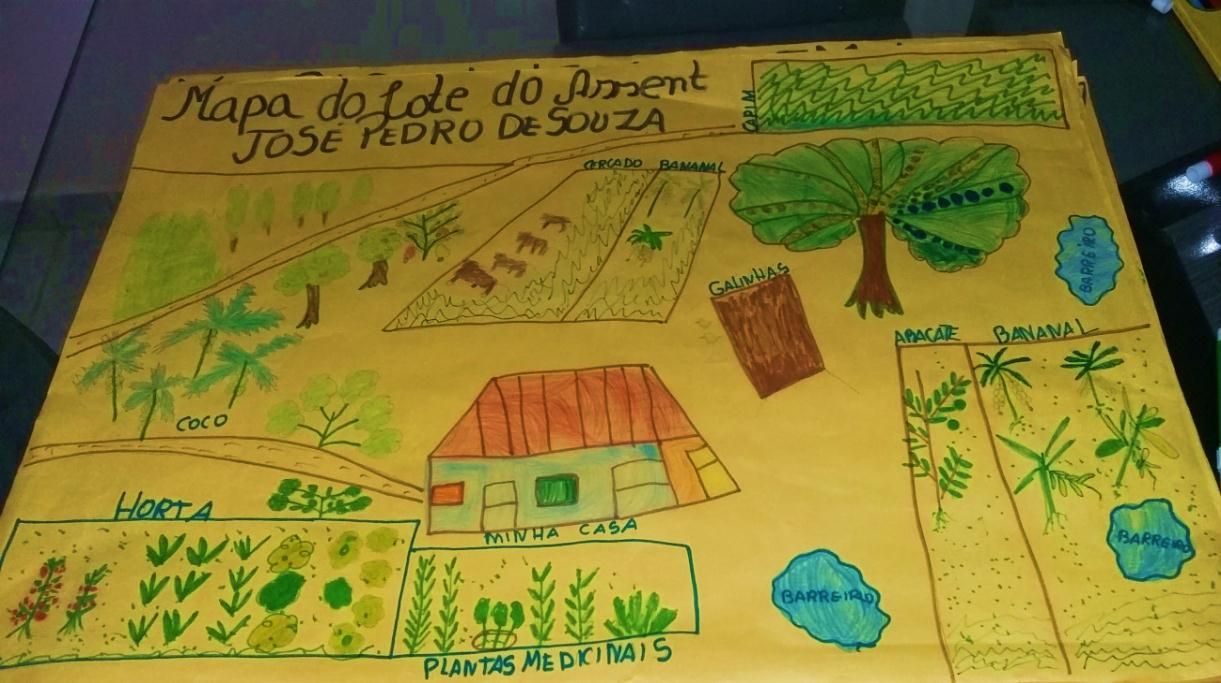 Mapa do Lote do Assent
JOSÉ PEDRO DE SOUZA
CAPIM
CERCADO BANANAL
BARREIRO
GALINHAS
ABACATE BANANAL
COCO
HORTA
MINHA CASA
BARREIRO
BARREIRO
PLANTAS MEDICINAIS